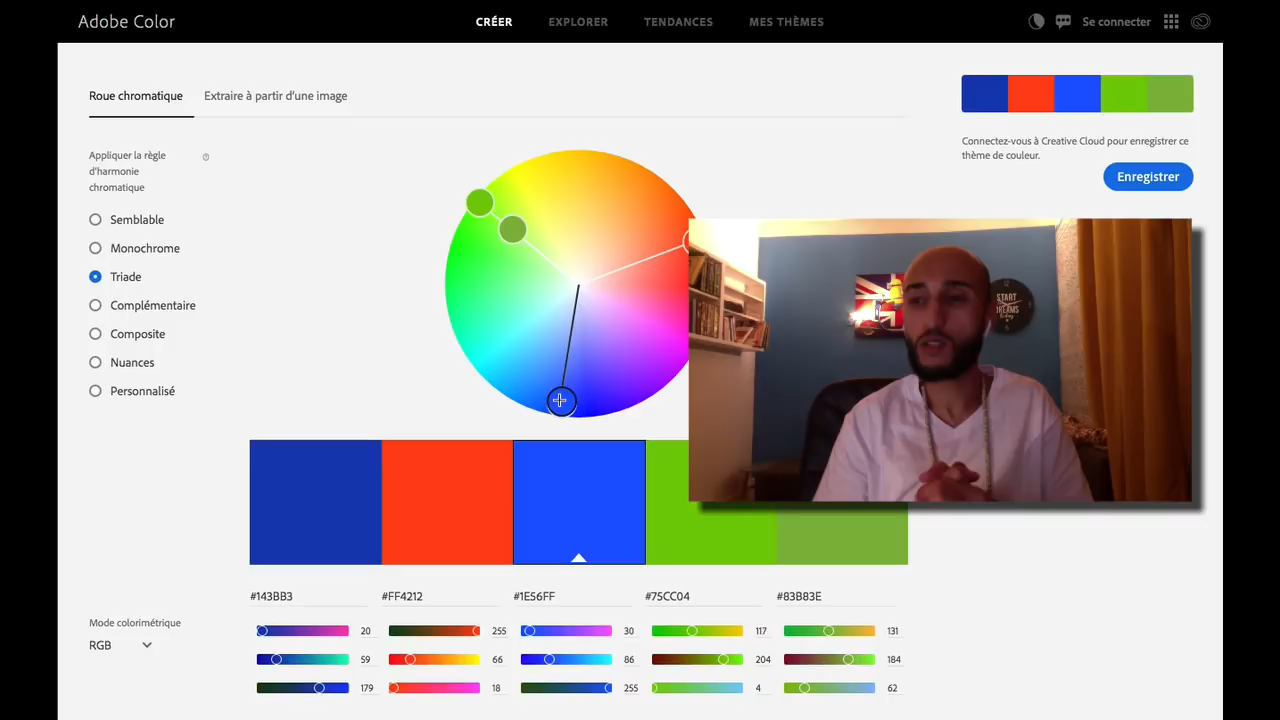 Adobe Color
CRÉER
EXPLORER
TENDANCES
MES THÈMES
Se connecter
Roue chromatique
Extraire à partir d'une image
Connectez-vous à Creative Cloud pour enregistrer ce
thème de couleur.
Enregistrer
Appliquer la règle
d'harmonie
chromatique
Semblable
Monochrome
Triade
Complémentaire
Composite
Nuances
Personnalisé
START
DREAMS
today
#143BB3
#FF4212
#1E56FF
#75CC04
#83B83E
Mode colorimétrique
RGB
20
255
30
117
131
59
66
86
204
184
179
18
255
4
62